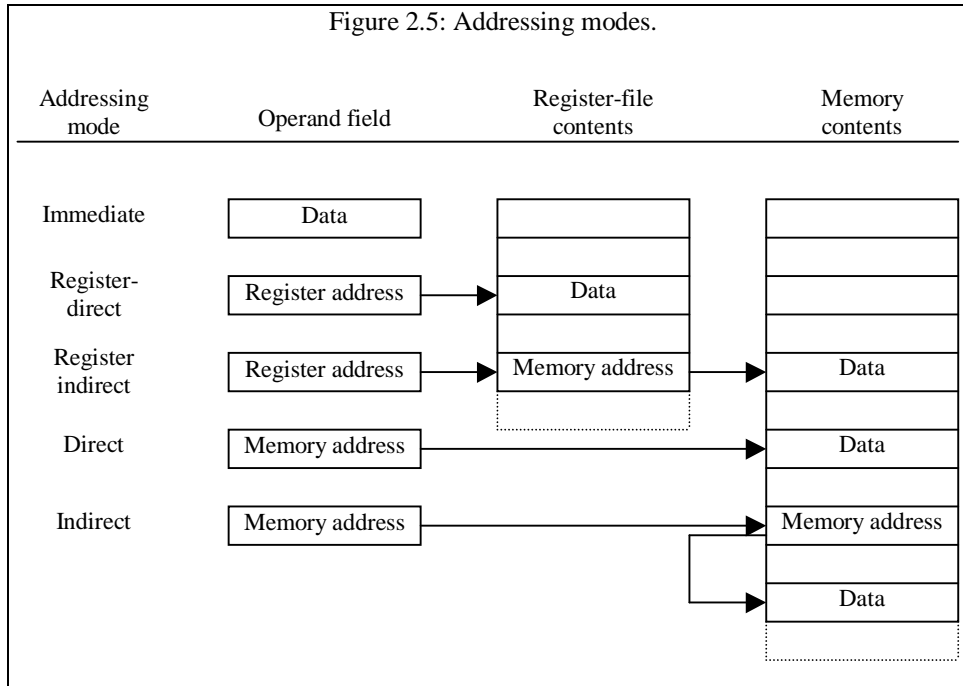 Figure 2.5: Addressing modes.
Addressing
mode
Operand field
Register-file
contents
Memory
contents
Immediate
Data
Register-
direct
Register address
Data
Register
indirect
Register address
Memory address
Data
Direct
Memory address
Data
Indirect
Memory address
Memory address
Data